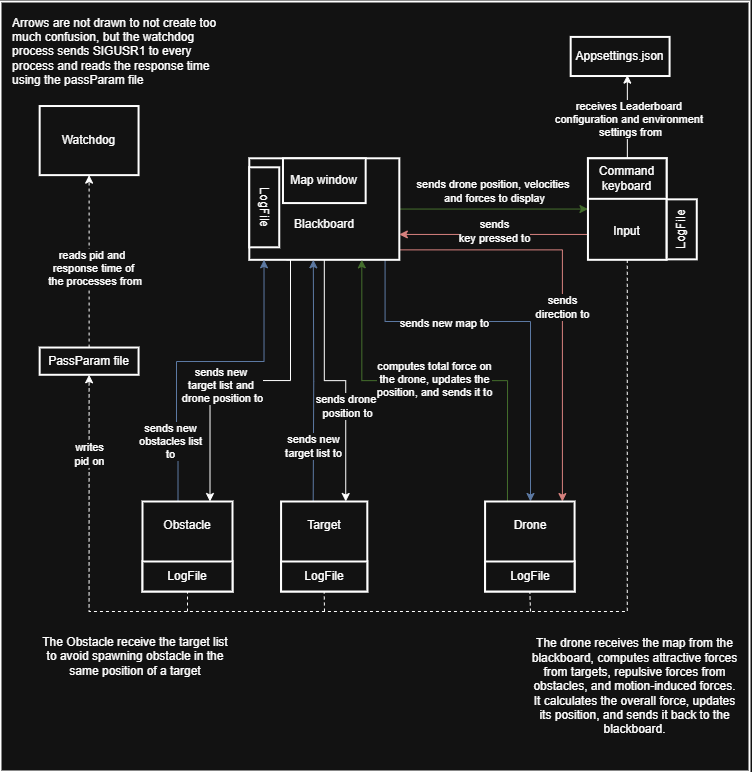 Arrows are not drawn to not create too
much confusion, but the watchdog
process sends SIGUSR1 to every
process and reads the response time
using the passParam file
Appsettings.json
receives Leaderboard
configuration and environment
settings from
Watchdog
Map window
LogFile
Blackboard
sends drone position, velocities
and forces to display
Command
keyboard
Input
LogFile
sends
key pressed to
reads pid and
response time of
the processes from
sends
direction to
sends new map to
PassParam file
sends new
target list and
drone position to
computes total force on
the drone, updates the
position, and sends it to
sends drone
position to
sends new
obstacles list
to
sends new
target list to
writes
pid on
Obstacle
LogFile
Target
LogFile
Drone
LogFile
The Obstacle receive the target list
to avoid spawning obstacle in the
same position of a target
The drone receives the map from the
blackboard, computes attractive forces
from targets, repulsive forces from
obstacles, and motion-induced forces.
It calculates the overall force, updates
its position, and sends it back to the
blackboard.